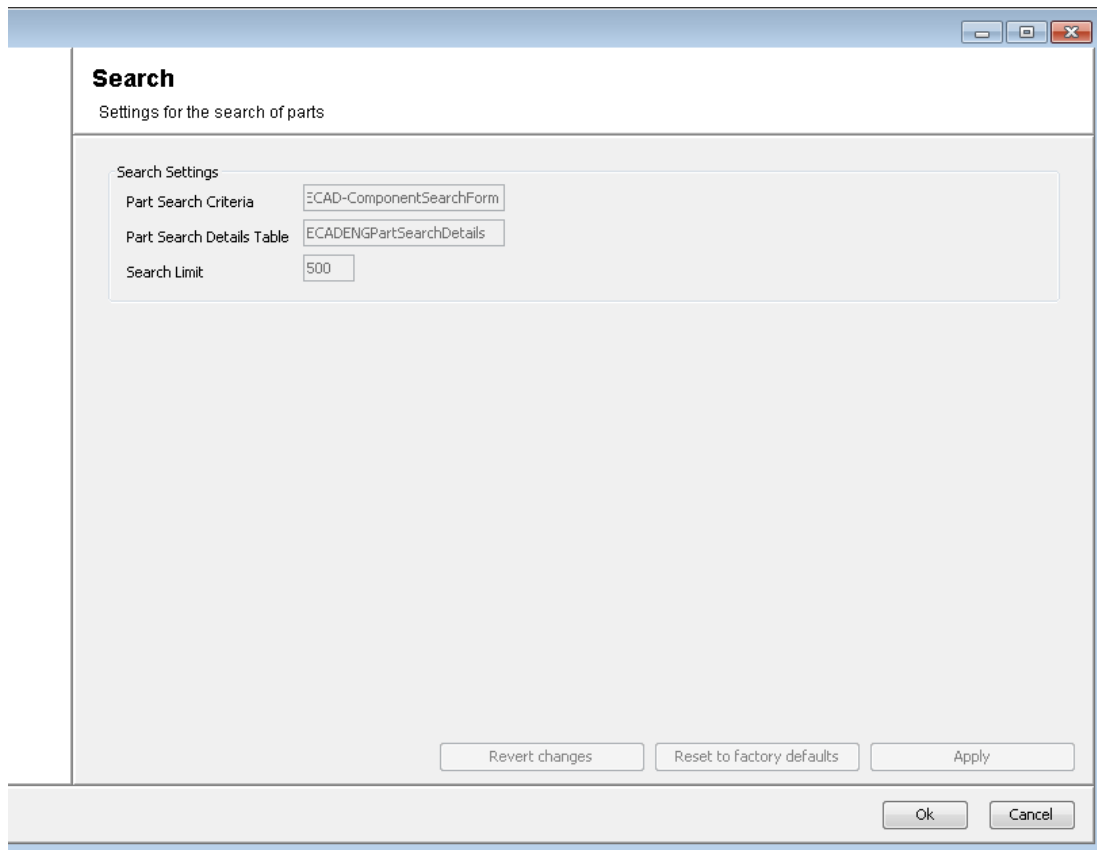 Search
Settings for the search of parts
Search Settings
Part Search Criteria ECAD-ComponentSearchForm
Part Search Details Table ECADENGPartSearchDetails
Search Limit 500
Revert changes Reset to factory defaults Apply
Ok Cancel